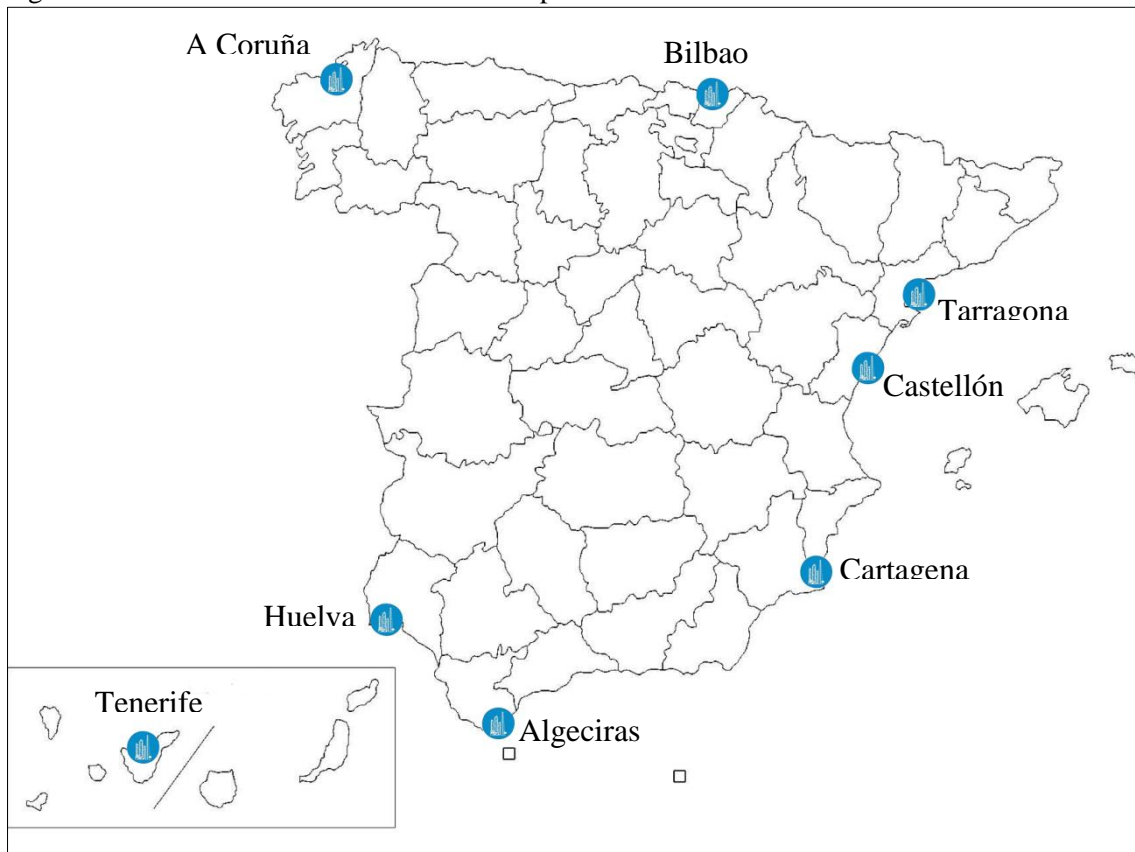 A Coruña
Bilbao
Tarragona
Castellón
Cartagena
Huelva
Tenerife
Algeciras